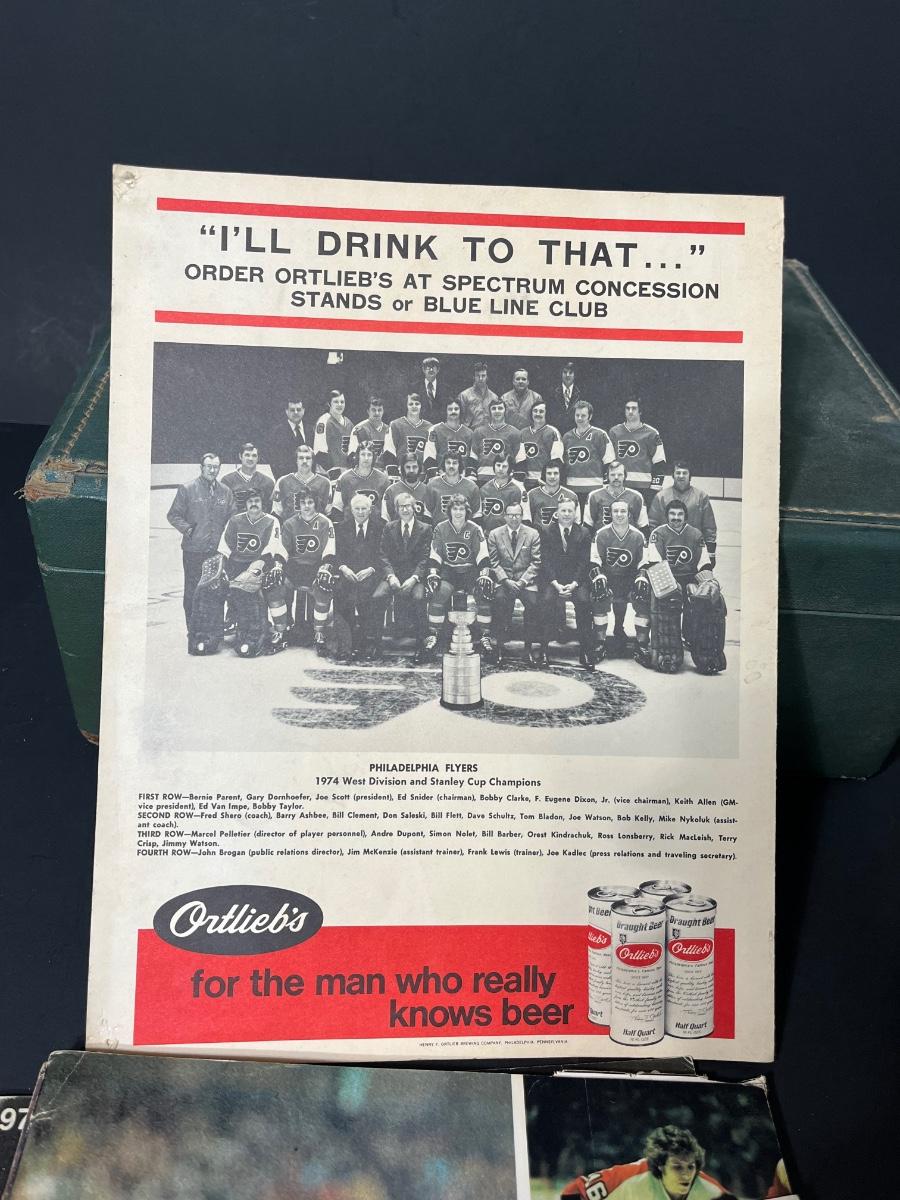 “I’LL DRINK TO THAT...”
ORDER ORTLIEB’S AT SPECTRUM CONCESSION
STANDS or BLUE LINE CLUB
PHILADELPHIA FLYERS
1974 West Division and Stanley Cup Champions
FIRST ROW—Bernie Parent, Gary Dornhoefer, Joe Scott (president), Ed Snider (chairman), Bobby Clarke, F. Eugene Dixon, Jr. (vice chairman), Keith Allen (GM-
vice president), Ed Van Impe, Bobby Taylor.
SECOND ROW—Fred Shero (coach), Barry Ashbee, Bill Clement, Don Saleski, Bill Flett, Dave Schultz, Tom Bladon, Joe Watson, Bob Kelly, Mike Nykoluk (assist-
ant coach).
THIRD ROW—Marcel Pelletier (director of player personnel), Andre Dupont, Simon Nolet, Bill Barber, Orest Kindrachuk, Ross Lonsberry, Rick MacLeish, Terry
Crisp, Jimmy Watson.
FOURTH ROW—John Brogan (public relations director), Jim McKenzie (assistant trainer), Frank Lewis (trainer), Joe Kadlec (press relations and traveling secretary).
Ortlieb’s
for the man who really
knows beer
Draught Beer
Ortlieb’s
Half Quart
Draught Beer
Ortlieb’s
Half Quart
HENRY F. ORTLIEB BREWING COMPANY, PHILADELPHIA, PENNSYLVANIA
97